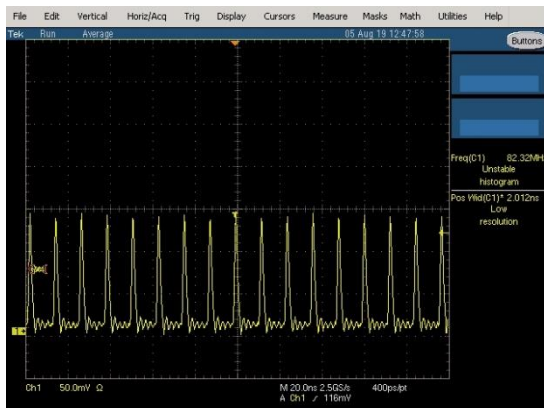 File Edit Vertical Horiz/Acq Trig Display Cursors Measure Masks Math Utilities Help
Tek Run Average 05 Aug 19 12:47:58 Buttons
Freq(C1) 82.32MH
Unstable
histogram
Pos Wid(C1)* 2.012ns
Low
resolution
1
Ch1 50.0mV Ω M 20.0ns 2.5GS/s 400ps/pt
A Ch1 ∕ 116mV